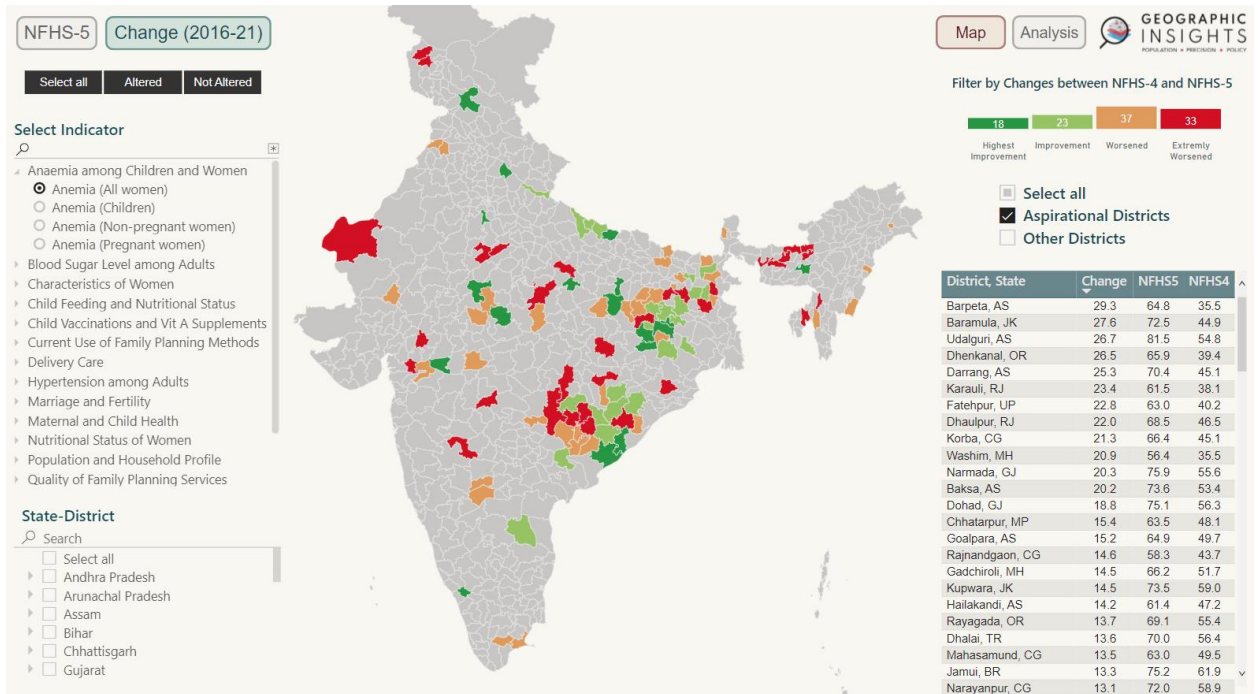 NFHS-5
Change (2016-21)
Select all
Altered
Not Altered
Select Indicator
Anaemia among Children and Women
Anemia (All women)
Anemia (Children)
Anemia (Non-pregnant women)
Anemia (Pregnant women)
Blood Sugar Level among Adults
Characteristics of Women
Child Feeding and Nutritional Status
Child Vaccinations and Vit A Supplements
Current Use of Family Planning Methods
Delivery Care
Hypertension among Adults
Marriage and Fertility
Maternal and Child Health
Nutritional Status of Women
Population and Household Profile
Quality of Family Planning Services
State-District
Search
Select all
Andhra Pradesh
Arunachal Pradesh
Assam
Bihar
Chhattisgarh
Gujarat
Map
Analysis
GEOGRAPHIC
INSIGHTS
POPULATION • PRECISION • POLICY
Filter by Changes between NFHS-4 and NFHS-5
18 23 37 33
Highest Improvement
Improvement
Worsened
Extremly Worsened
Select all
Aspirational Districts
Other Districts
District, State Change NFHS5 NFHS4
Barpeta, AS 29.3 64.8 35.5
Baramula, JK 27.6 72.5 44.9
Udalguri, AS 26.7 81.5 54.8
Dhenkanal, OR 26.5 65.9 39.4
Darrang, AS 25.3 70.4 45.1
Karauli, RJ 23.4 61.5 38.1
Fatehpur, UP 22.8 63.0 40.2
Dhaulpur, RJ 22.0 68.5 46.5
Korba, CG 21.3 66.4 45.1
Washim, MH 20.9 56.4 35.5
Narmada, GJ 20.3 75.9 55.6
Baksa, AS 20.2 73.6 53.4
Dohad, GJ 18.8 75.1 56.3
Chhatarpur, MP 15.4 63.5 48.1
Goalpara, AS 15.2 64.9 49.7
Rajnandgaon, CG 14.6 58.3 43.7
Gadchiroli, MH 14.5 66.2 51.7
Kupwara, JK 14.5 73.5 59.0
Hailakandi, AS 14.2 61.4 47.2
Rayagada, OR 13.7 69.1 55.4
Dhalai, TR 13.6 70.0 56.4
Mahasamund, CG 13.5 63.0 49.5
Jamui, BR 13.3 75.2 61.9
Narayanpur, CG 13.1 72.0 58.9